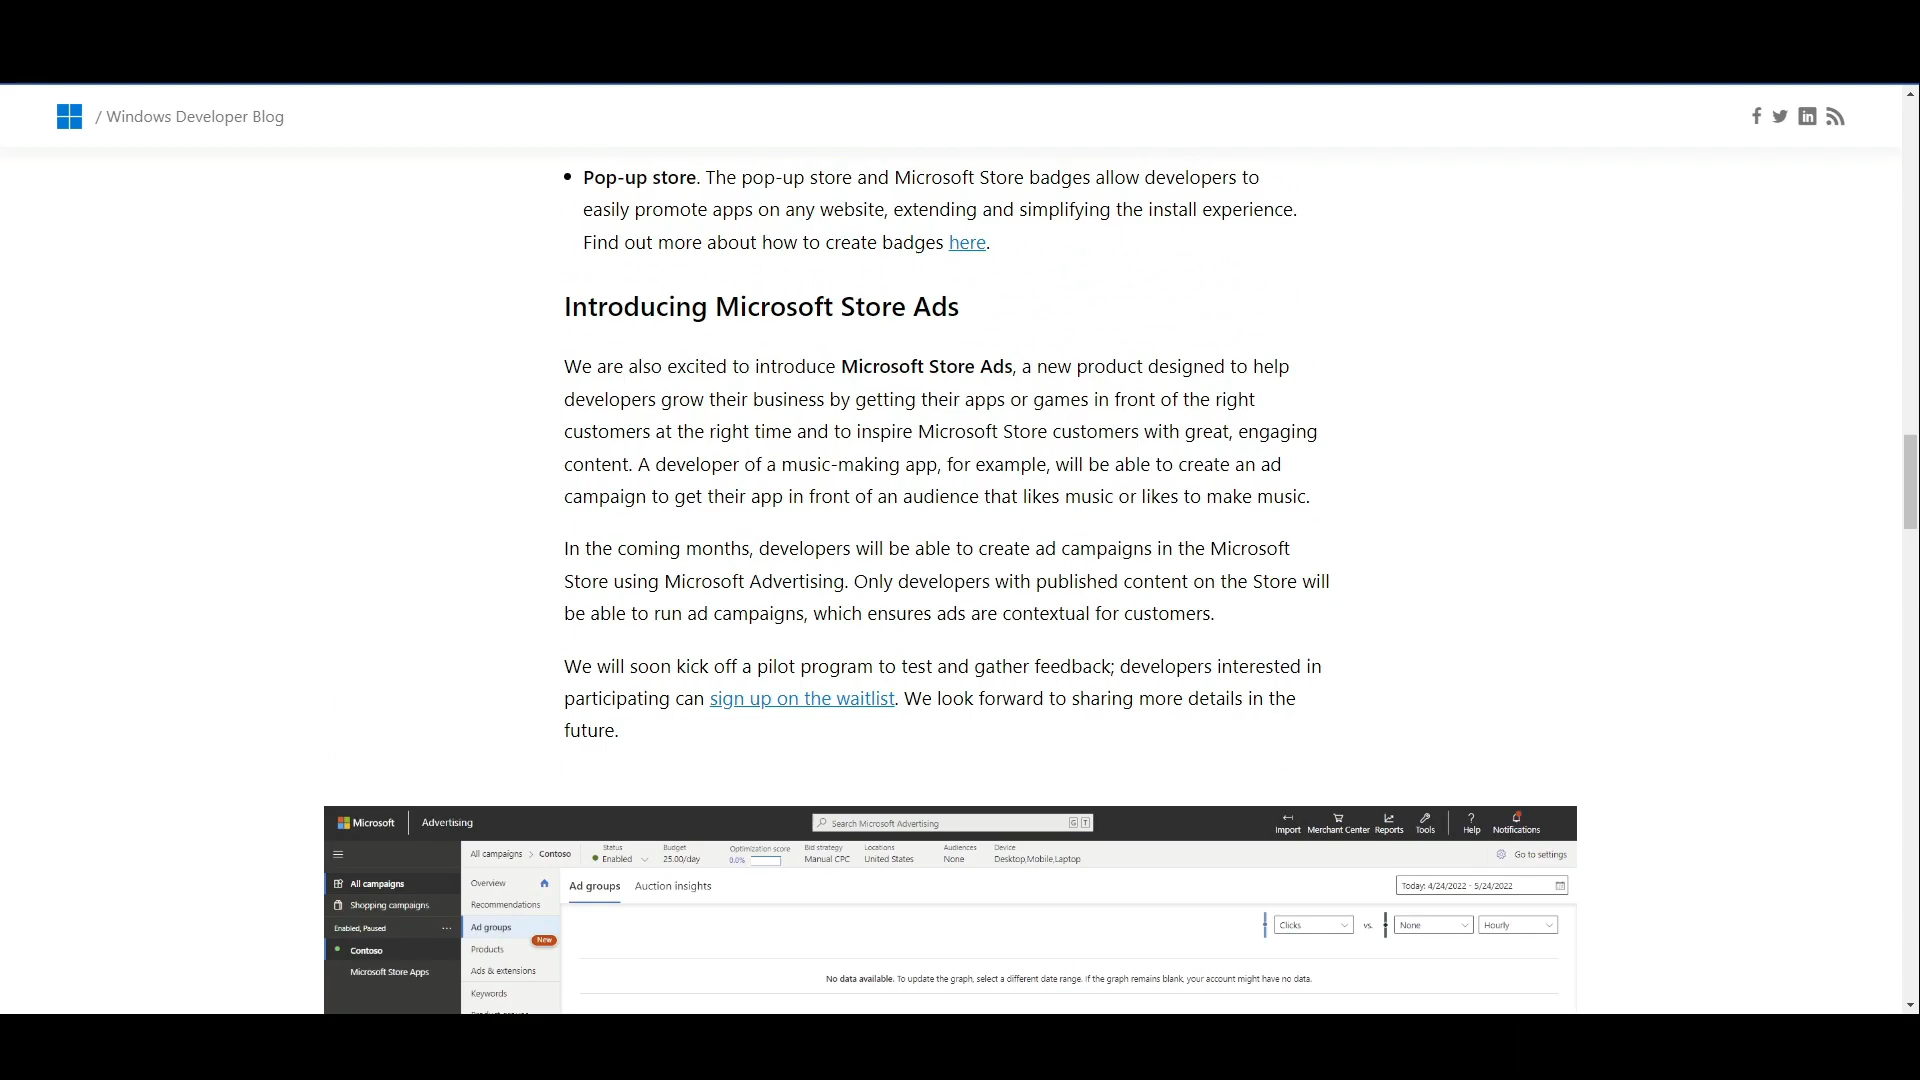 / Windows Developer Blog
• Pop-up store. The pop-up store and Microsoft Store badges allow developers to
easily promote apps on any website, extending and simplifying the install experience.
Find out more about how to create badges here.
Introducing Microsoft Store Ads
We are also excited to introduce Microsoft Store Ads, a new product designed to help
developers grow their business by getting their apps or games in front of the right
customers at the right time and to inspire Microsoft Store customers with great, engaging
content. A developer of a music-making app, for example, will be able to create an ad
campaign to get their app in front of an audience that likes music or likes to make music.
In the coming months, developers will be able to create ad campaigns in the Microsoft
Store using Microsoft Advertising. Only developers with published content on the Store will
be able to run ad campaigns, which ensures ads are contextual for customers.
We will soon kick off a pilot program to test and gather feedback; developers interested in
participating can sign up on the waitlist. We look forward to sharing more details in the
future.
Microsoft | Advertising
Search Microsoft Advertising
Import Merchant Center Reports Tools Help Notifications
All campaigns > Contoso
Status Budget Optimization score Bid strategy Locations Audiences Device
Enabled 25.00/day 0.0% Manual CPC United States None Desktop,Mobile,Laptop
Go to settings
All campaigns
Shopping campaigns
Enabled, Paused ...
Contoso
Microsoft Store Apps
Overview
Recommendations
Ad groups
New
Products
Ads & extensions
Keywords
Ad groups Auction insights
Today: 4/24/2022 - 5/24/2022
Clicks vs. None Hourly
No data available. To update the graph, select a different date range. If the graph remains blank, your account might have no data.